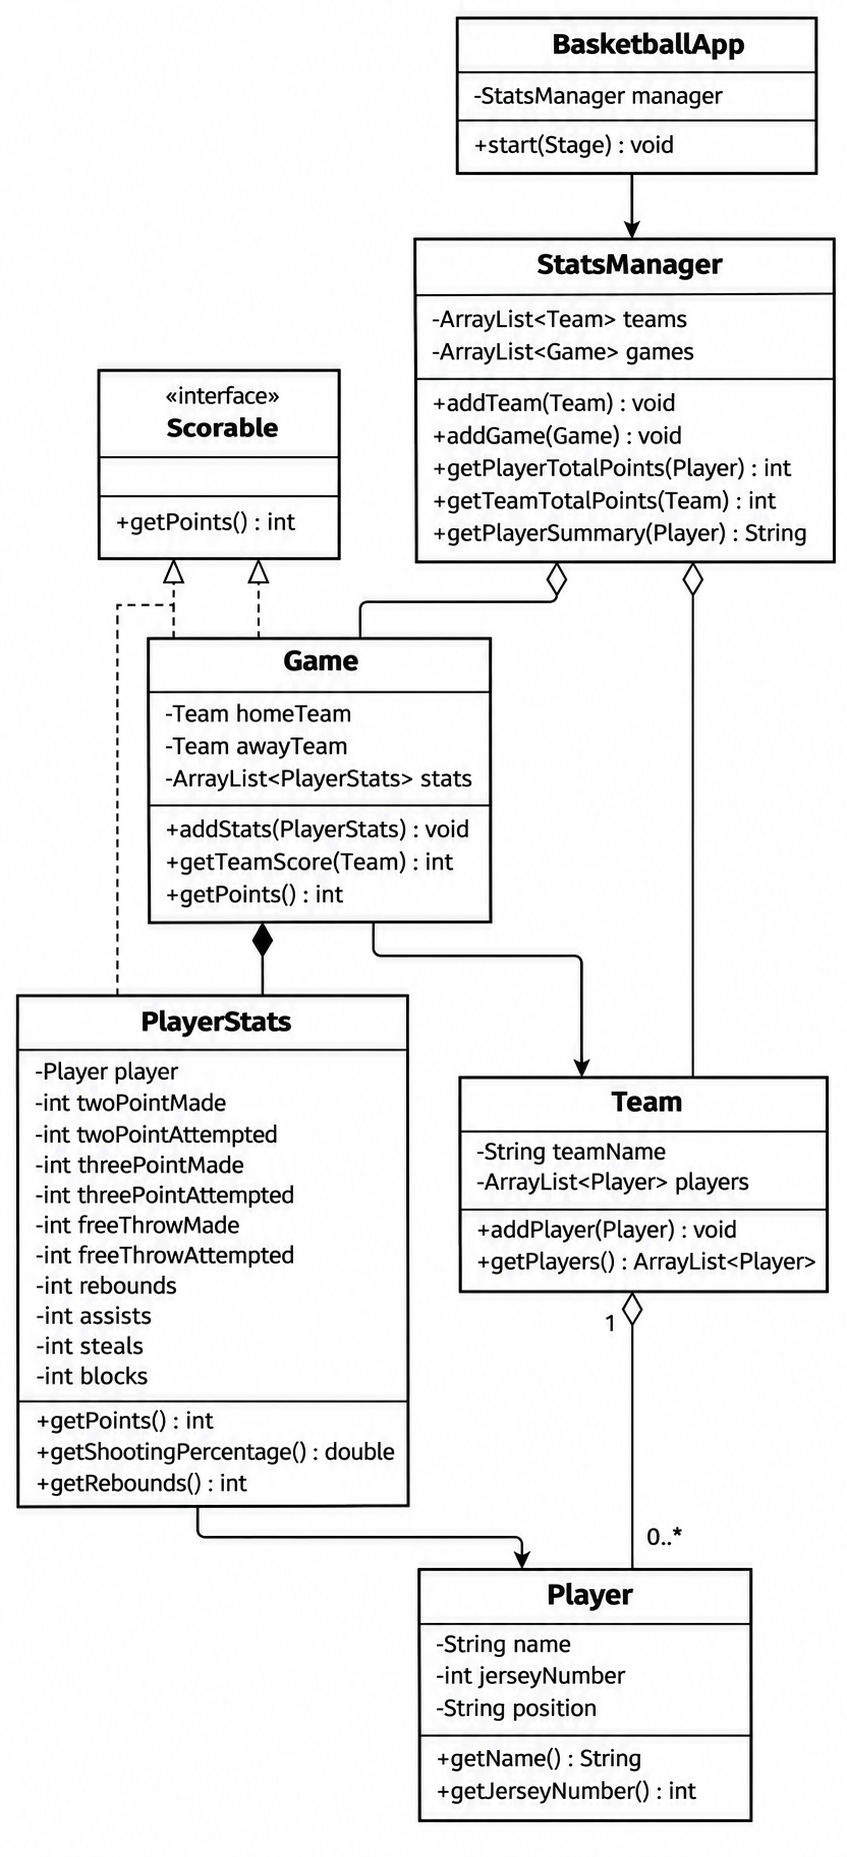 BasketballApp
-StatsManager manager
+start(Stage) : void
StatsManager
-ArrayList<Team> teams
-ArrayList<Game> games
+addTeam(Team) : void
+addGame(Game) : void
+getPlayerTotalPoints(Player) : int
+getTeamTotalPoints(Team) : int
+getPlayerSummary(Player) : String
«interface»
Scorable
+getPoints() : int
Game
-Team homeTeam
-Team awayTeam
-ArrayList<PlayerStats> stats
+addStats(PlayerStats) : void
+getTeamScore(Team) : int
+getPoints() : int
PlayerStats
-Player player
-int twoPointMade
-int twoPointAttempted
-int threePointMade
-int threePointAttempted
-int freeThrowMade
-int freeThrowAttempted
-int rebounds
-int assists
-int steals
-int blocks
+getPoints() : int
+getShootingPercentage() : double
+getRebounds() : int
Team
-String teamName
-ArrayList<Player> players
+addPlayer(Player) : void
+getPlayers() : ArrayList<Player>
1
0..*
Player
-String name
-int jerseyNumber
-String position
+getName() : String
+getJerseyNumber() : int